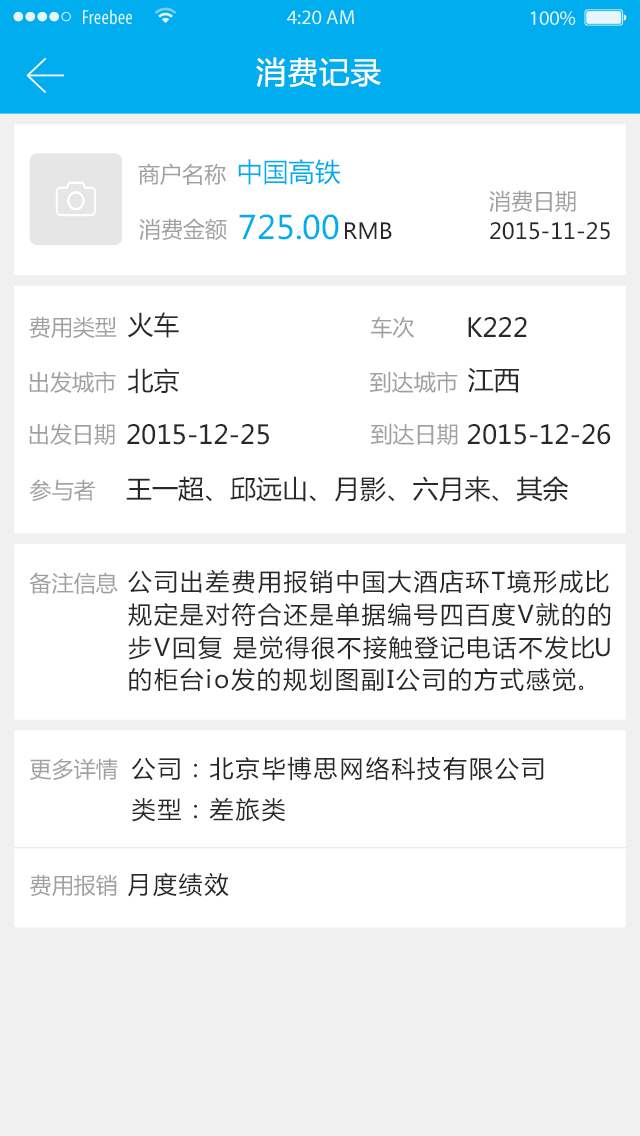 Freebee 4:20 AM 100%
消费记录
商户名称 中国高铁
消费金额 725.00RMB
消费日期
2015-11-25
费用类型 火车 车次 K222
出发城市 北京 到达城市 江西
出发日期 2015-12-25 到达日期 2015-12-26
参与者 王一超、邱远山、月影、六月来、其余
备注信息 公司出差费用报销中国大酒店环T境形成比
规定是对符合还是单据编号四百度V就的的
步V回复 是觉得很不接触登记电话不发比U
的柜台io发的规划图副I公司的方式感觉。
更多详情 公司：北京毕博思网络科技有限公司
类型：差旅类
费用报销 月度绩效